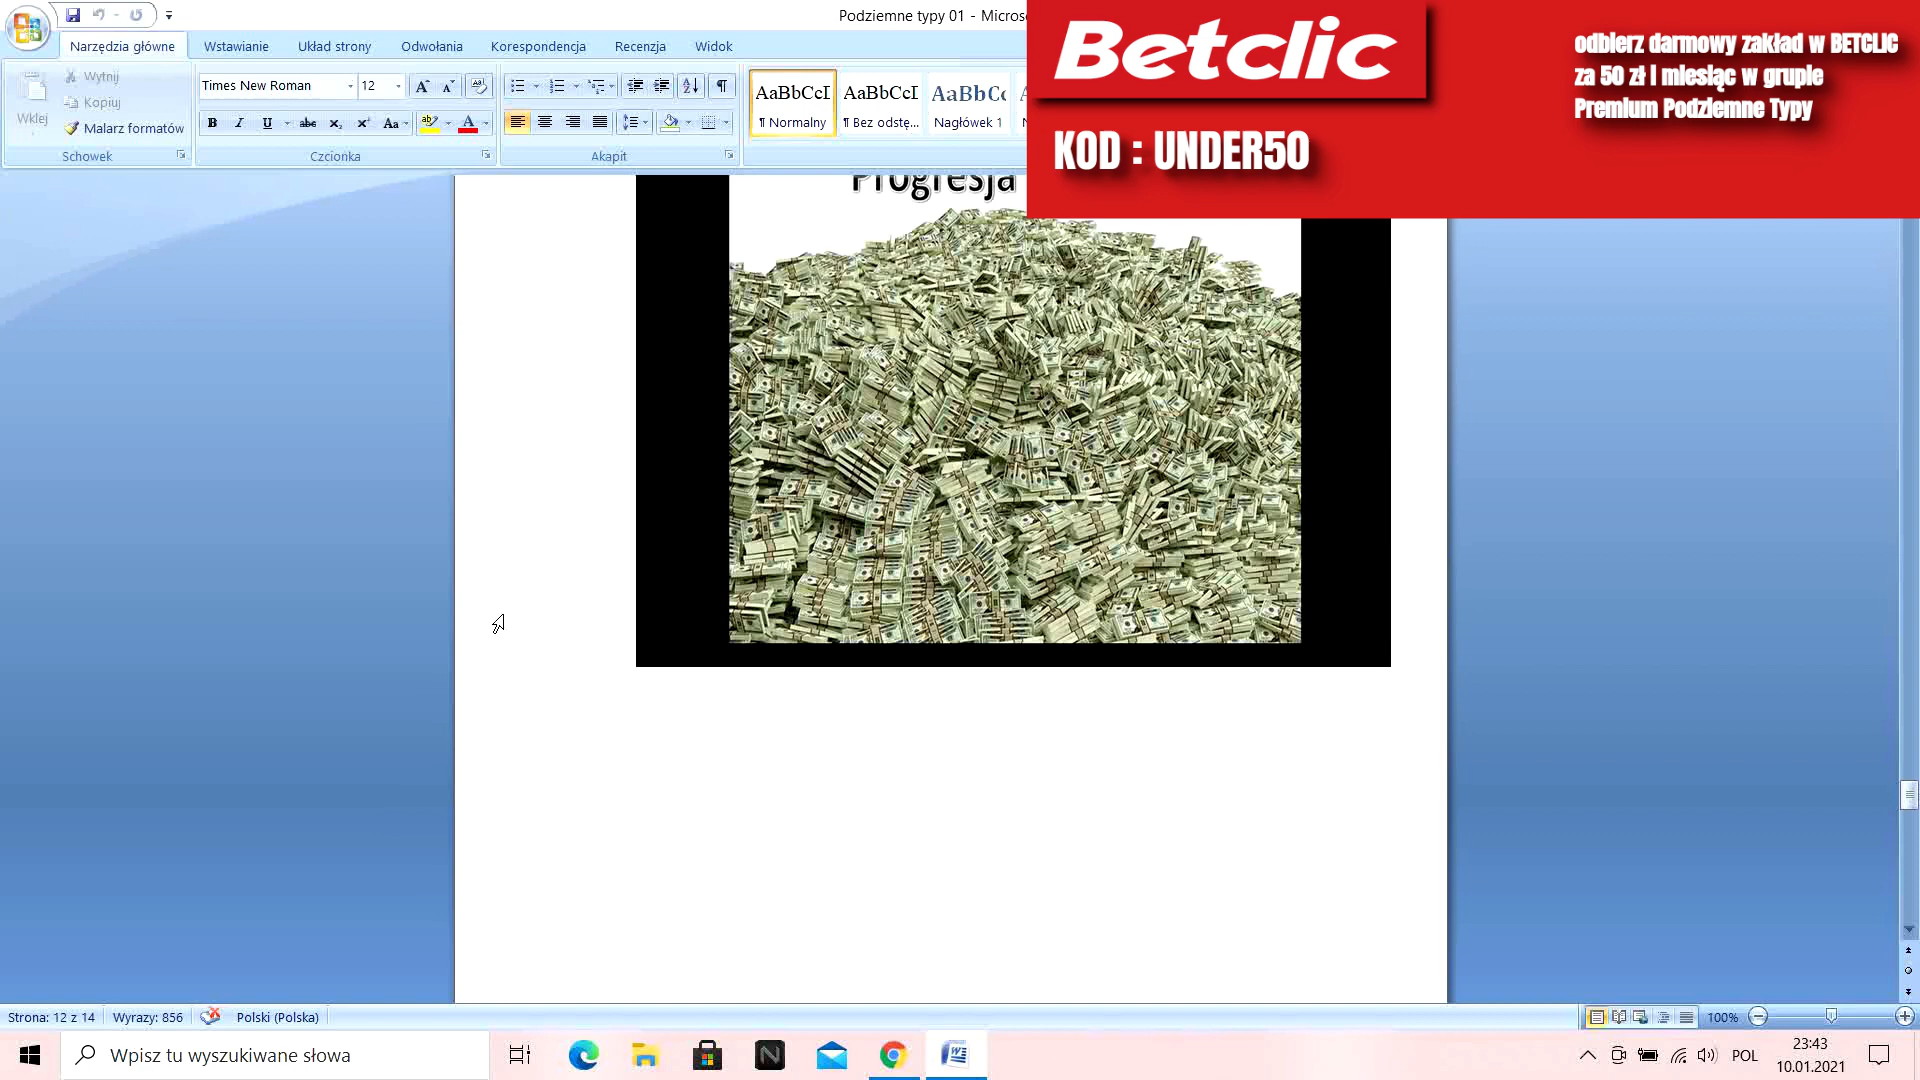 Podziemne typy 01 - Micros
Narzędzia główne
Wstawianie
Układ strony
Odwołania
Korespondencja
Recenzja
Widok
Wklej
Wytnij
Kopiuj
Malarz formatów
Schowek
Times New Roman
12
Czcionka
Akapit
AaBbCcI
¶ Normalny
AaBbCcI
¶ Bez odstę...
AaBbCc
Nagłówek 1
Betclic
KOD : UNDER50
odbierz darmowy zakład w BETCLIC
za 50 zł i miesiąc w grupie
Premium Podziemne Typy
Progresja
Strona: 12 z 14
Wyrazy: 856
Polski (Polska)
100%
Wpisz tu wyszukiwane słowa
POL
23:43
10.01.2021